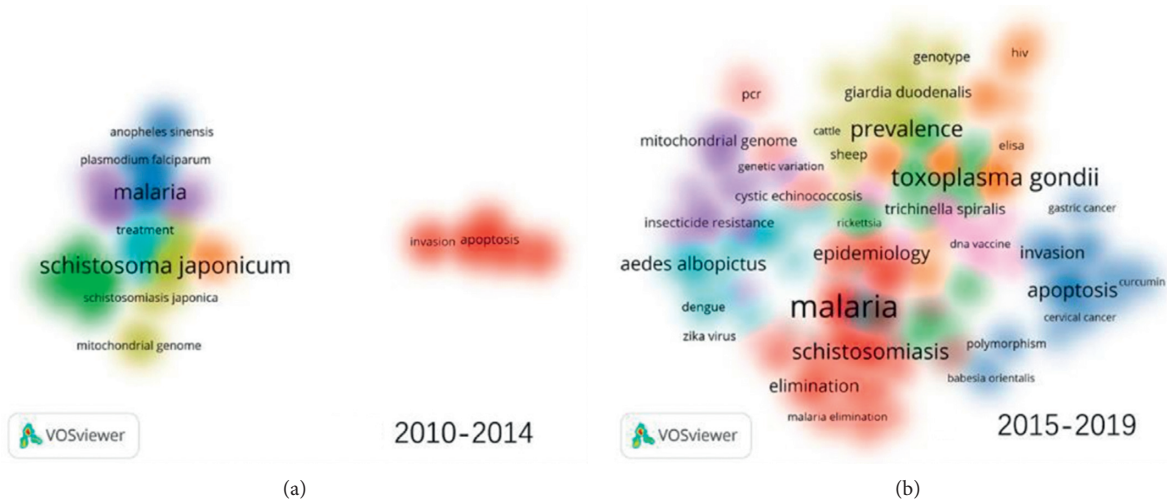 anopheles sinensis
plasmodium falciparum
malaria
treatment
schistosoma japonicum
schistosomiasis japonica
mitochondrial genome
invasion apoptosis
VOSviewer
2010-2014
(a)
genotype
hiv
pcr
giardia duodenalis
mitochondrial genome
cattle
prevalence
sheep
elisa
genetic variation
toxoplasma gondii
cystic echinococcosis
trichinella spiralis
gastric cancer
insecticide resistance
rickettsia
dna vaccine
epidemiology
invasion
aedes albopictus
curcumin
apoptosis
dengue
malaria
cervical cancer
zika virus
schistosomiasis
polymorphism
babesia orientalis
elimination
malaria elimination
VOSviewer
2015-2019
(b)